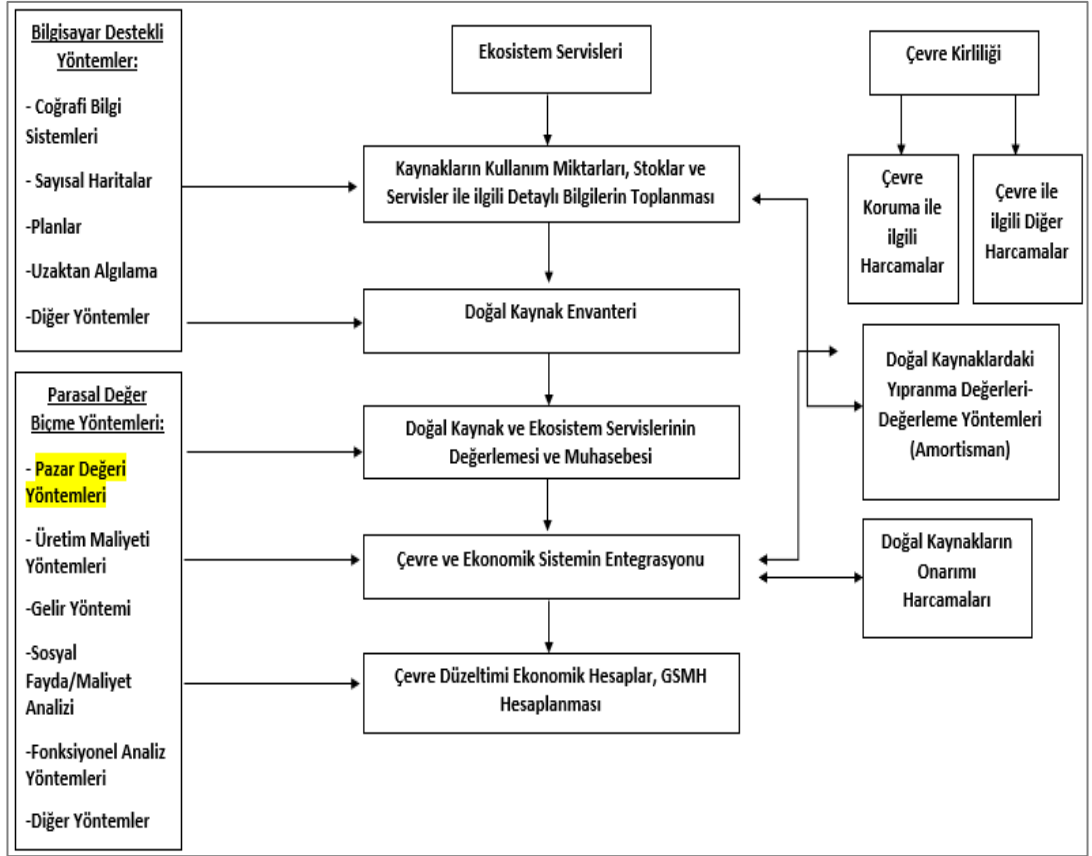 Bilgisayar Destekli
Yöntemler:
- Coğrafi Bilgi
Sistemleri
- Sayısal Haritalar
-Planlar
-Uzaktan Algılama
-Diğer Yöntemler
Parasal Değer
Biçme Yöntemleri:
- Pazar Değeri
Yöntemleri
- Üretim Maliyeti
Yöntemleri
-Gelir Yöntemi
-Sosyal
Fayda/Maliyet
Analizi
-Fonksiyonel Analiz
Yöntemleri
-Diğer Yöntemler
Ekosistem Servisleri
Kaynakların Kullanım Miktarları, Stoklar ve
Servisler ile ilgili Detaylı Bilgilerin Toplanması
Doğal Kaynak Envanteri
Doğal Kaynak ve Ekosistem Servislerinin
Değerlemesi ve Muhasebesi
Çevre ve Ekonomik Sistemin Entegrasyonu
Çevre Düzeltimi Ekonomik Hesaplar, GSMH
Hesaplanması
Çevre Kirliliği
Çevre
Koruma ile
ilgili
Harcamalar
Çevre ile
ilgili Diğer
Harcamalar
Doğal Kaynaklardaki
Yıpranma Değerleri-
Değerleme Yöntemleri
(Amortisman)
Doğal Kaynakların
Onarımı
Harcamaları